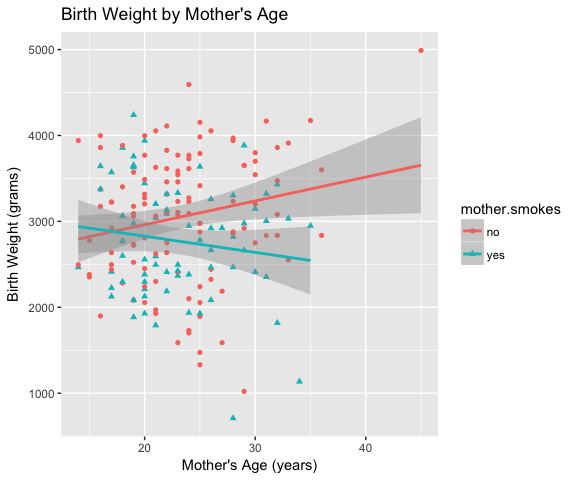 Birth Weight by Mother's Age
5000
4000
3000
2000
1000
Birth Weight (grams)
20
30
40
Mother's Age (years)
mother.smokes
no
yes